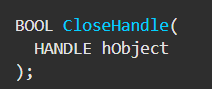 BOOL CloseHandle(
  HANDLE hObject
);